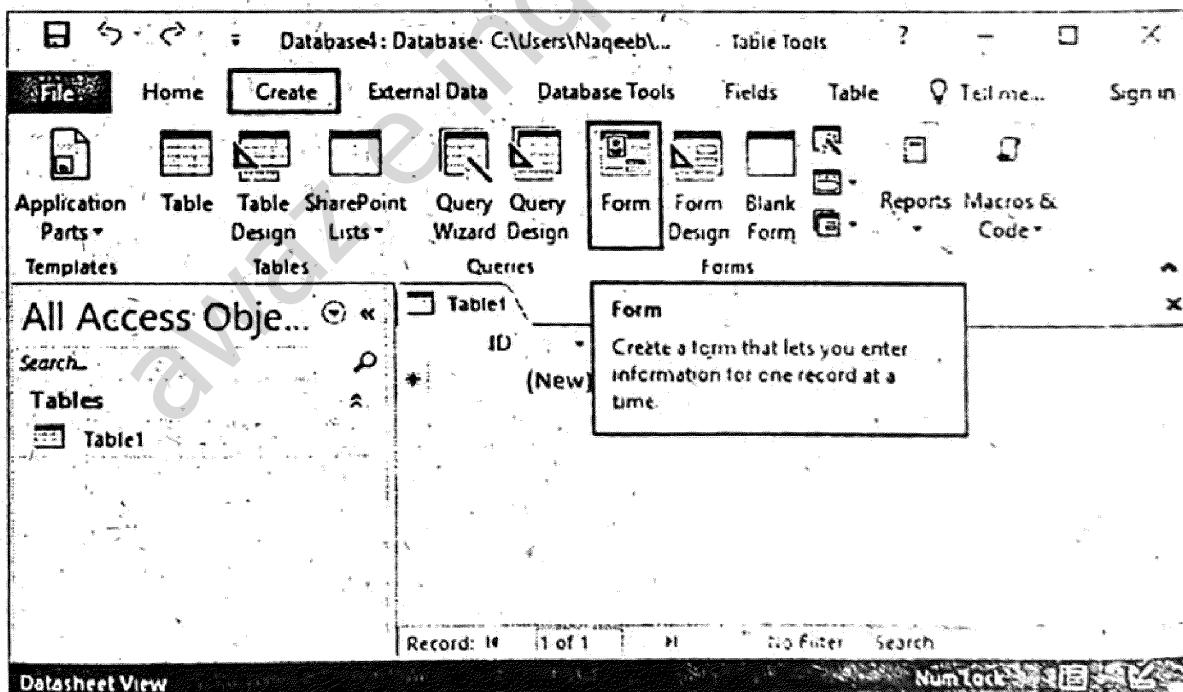 Database4 : Database- C:\Users\Naqeeb\... Table Tools ?
File Home Create External Data Database Tools Fields Table Tell me... Sign in
Application Parts
Table
Table Design
SharePoint Lists
Query Wizard
Query Design
Form
Form Design
Blank Form
Reports
Macros & Code
Templates Tables Queries Forms
All Access Obje... «
Search...
Tables
Table1
Table1
ID
(New)
Form
Create a form that lets you enter
information for one record at a
time.
Record: 1 of 1 No Filter Search
Datasheet View Num Lock
awaze inq